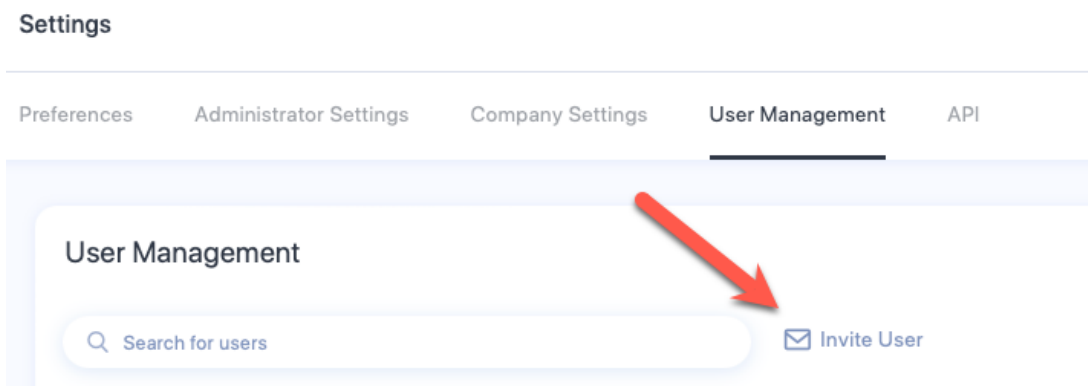 Settings
Preferences Administrator Settings Company Settings User Management API
User Management
Search for users Invite User